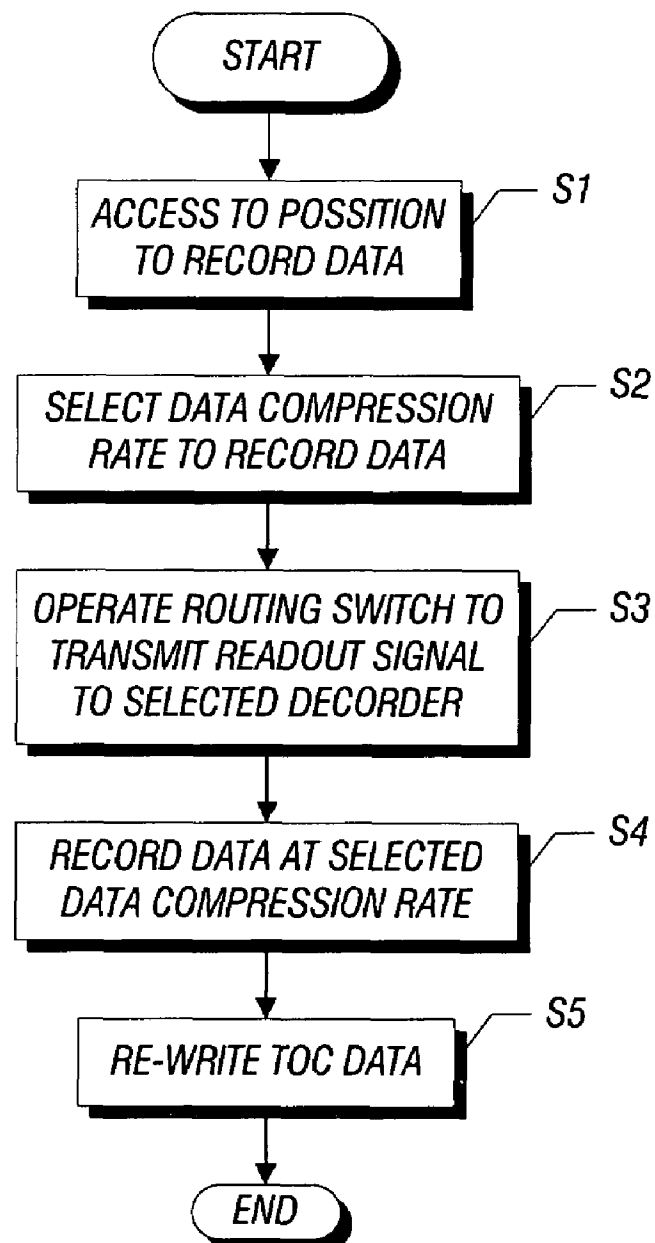 START
ACCESS TO POSSITION
TO RECORD DATA
S1
SELECT DATA COMPRESSION
RATE TO RECORD DATA
S2
OPERATE ROUTING SWITCH TO
TRANSMIT READOUT SIGNAL
TO SELECTED DECORDER
S3
RECORD DATA AT SELECTED
DATA COMPRESSION RATE
S4
RE-WRITE TOC DATA
S5
END